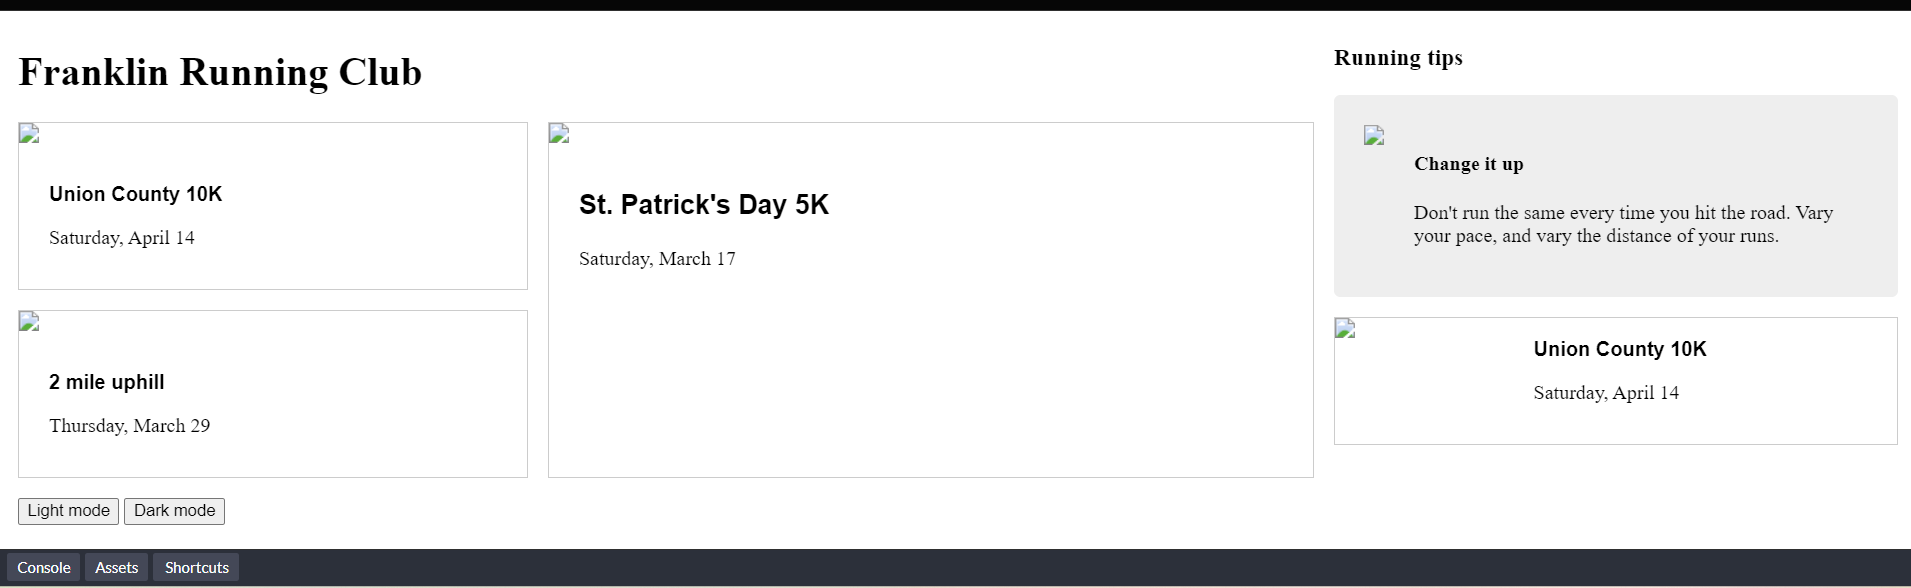 Franklin Running Club
Union County 10K
Saturday, April 14
2 mile uphill
Thursday, March 29
St. Patrick's Day 5K
Saturday, March 17
Light mode
Dark mode
Running tips
Change it up
Don't run the same every time you hit the road. Vary
your pace, and vary the distance of your runs.
Union County 10K
Saturday, April 14
Console
Assets
Shortcuts